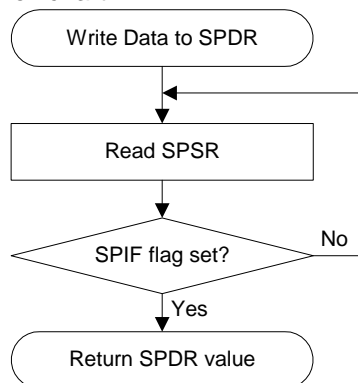 Write Data to SPDR
Read SPSR
SPIF flag set?
No
Yes
Return SPDR value